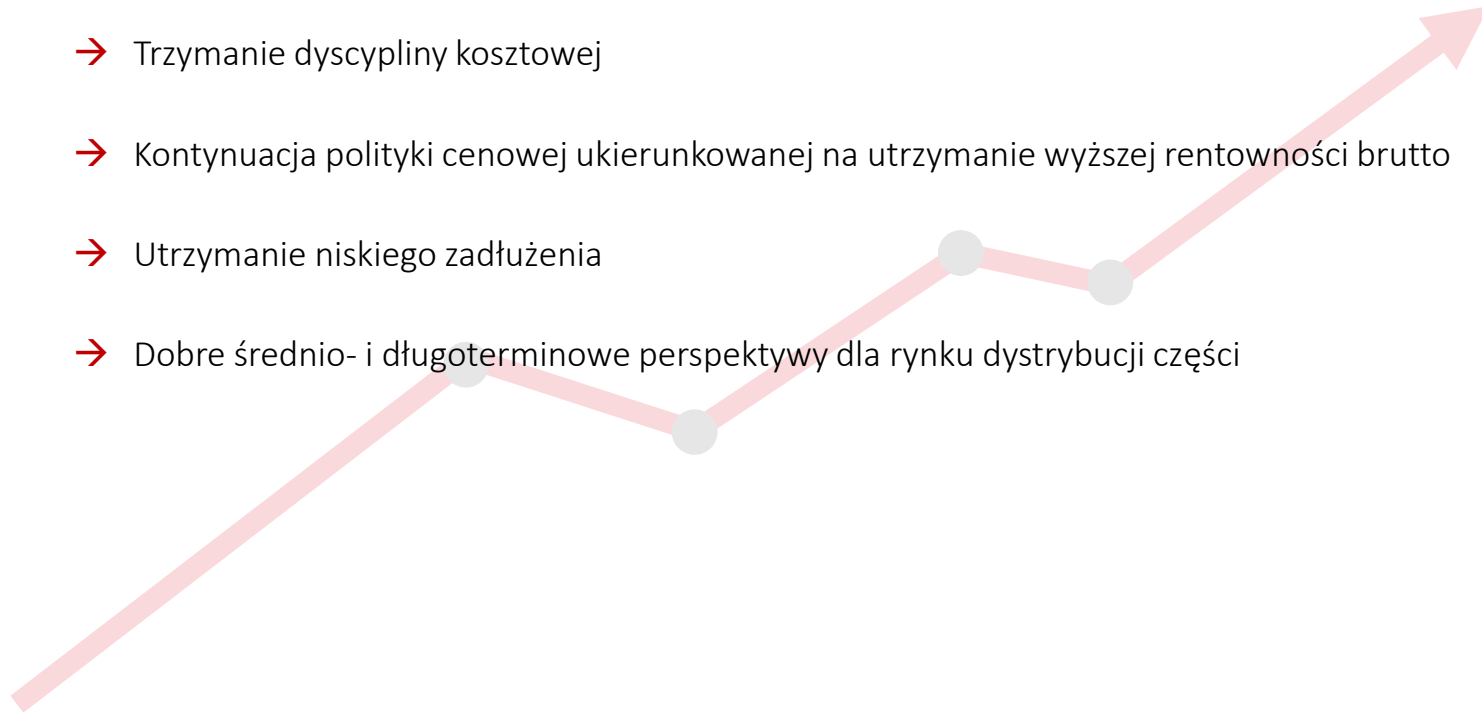 → Trzymanie dyscypliny kosztowej
→ Kontynuacja polityki cenowej ukierunkowanej na utrzymanie wyższej rentowności brutto
→ Utrzymanie niskiego zadłużenia
→ Dobre średnio- i długoterminowe perspektywy dla rynku dystrybucji części